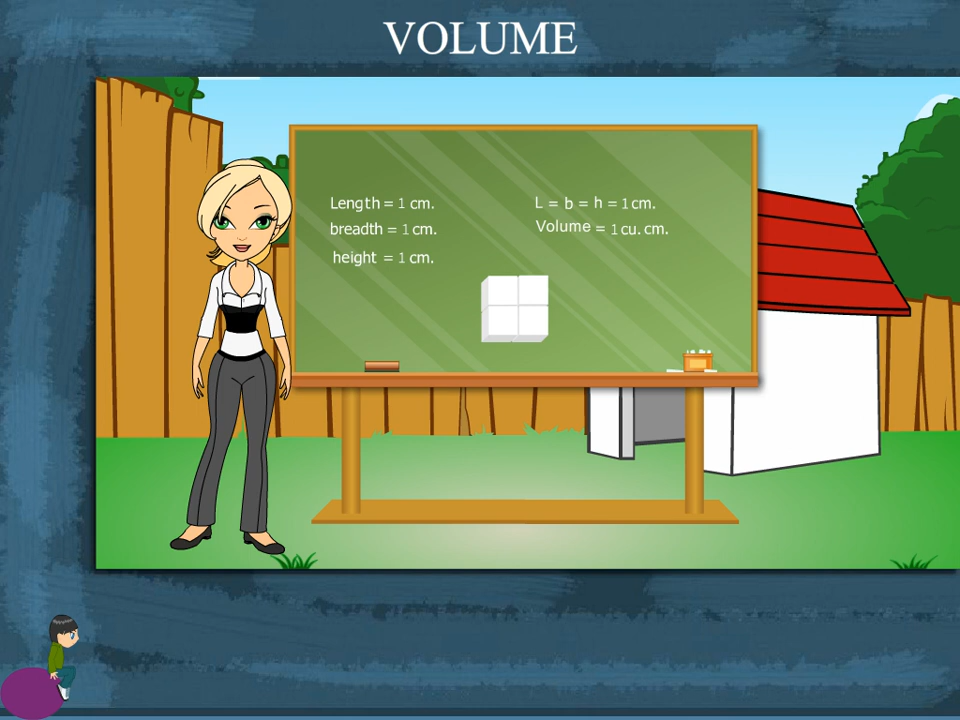 VOLUME
Length = 1 cm.
breadth = 1 cm.
height = 1 cm.
L = b = h = 1 cm.
Volume = 1 cu. cm.